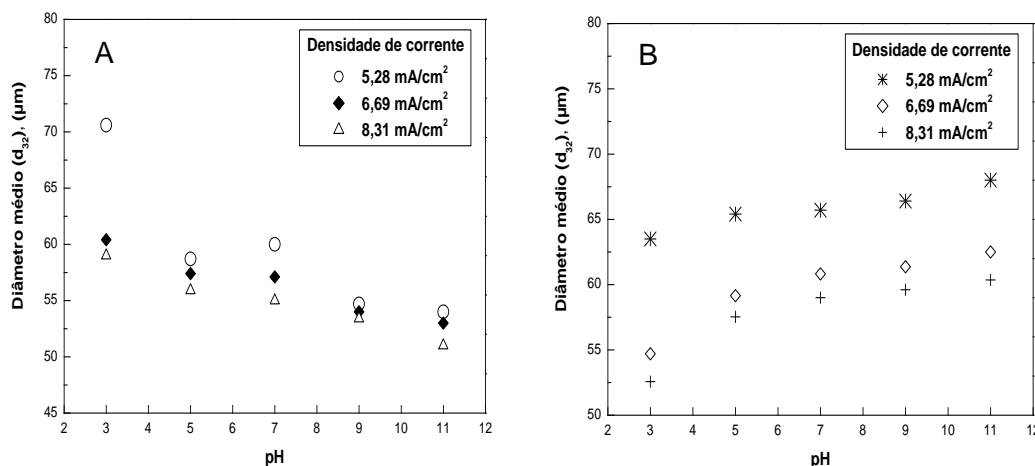 A
Densidade de corrente
5,28 mA/cm²
6,69 mA/cm²
8,31 mA/cm²
Diâmetro médio (d₃₂), (μm)
80
75
70
65
60
55
50
45
2 3 4 5 6 7 8 9 10 11 12
pH
B
Densidade de corrente
5,28 mA/cm²
6,69 mA/cm²
8,31 mA/cm²
Diâmetro médio (d₃₂), (μm)
80
75
70
65
60
55
50
2 3 4 5 6 7 8 9 10 11 12
pH